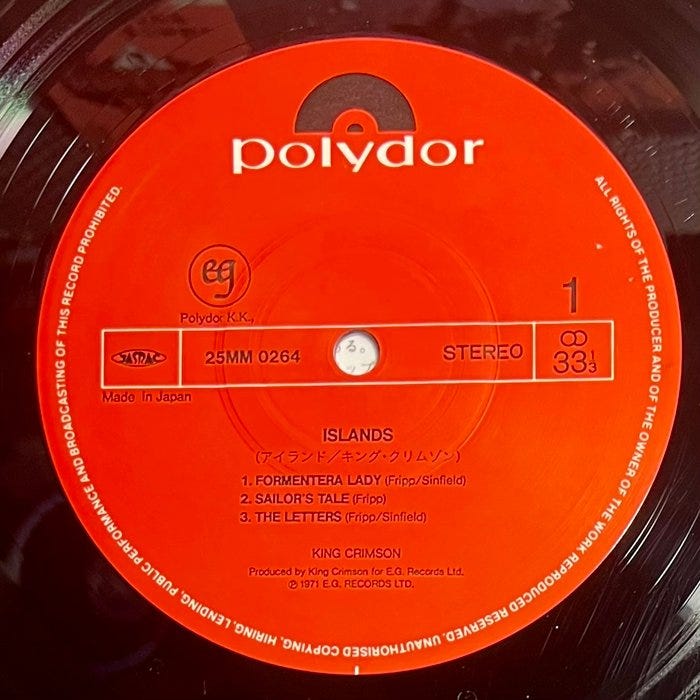 polydor
eg
1
Polydor K.K.,
JASRAC
25MM 0264
STEREO
33 1/3
Made in Japan
ISLANDS
(アイランド／キング・クリムゾン)
1. FORMENTERA LADY (Fripp/Sinfield)
2. SAILOR'S TALE (Fripp)
3. THE LETTERS (Fripp/Sinfield)
KING CRIMSON
Produced by King Crimson for E.G. Records Ltd.
℗ 1971 E.G. RECORDS LTD.
ALL RIGHTS OF THE PRODUCER AND OF THE OWNER OF THE WORK REPRODUCED RESERVED. UNAUTHORISED COPYING, HIRING, LENDING, PUBLIC PERFORMANCE AND BROADCASTING OF THIS RECORD PROHIBITED.